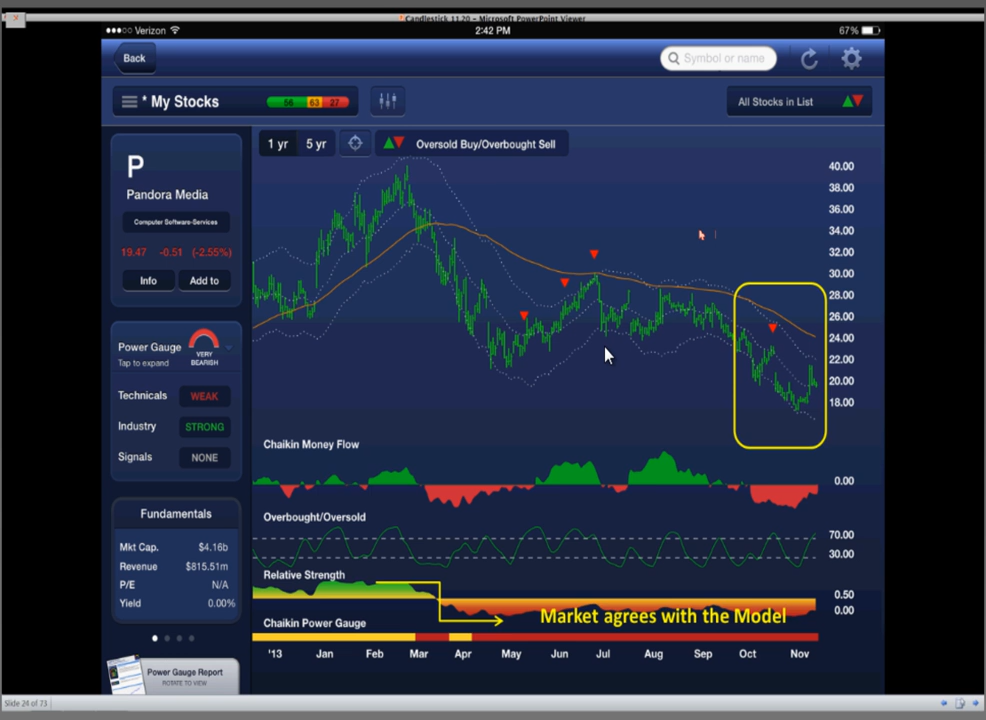 Candlestick 11.20 - Microsoft PowerPoint Viewer
Verizon
2:42 PM
67%
Back
Symbol or name
* My Stocks
56 63 27
All Stocks in List
P
Pandora Media
Computer Software-Services
19.47 -0.51 (-2.55%)
Info Add to
Power Gauge
Tap to expand
VERY
BEARISH
Technicals WEAK
Industry STRONG
Signals NONE
Fundamentals
Mkt Cap. $4.16b
Revenue $815.51m
P/E N/A
Yield 0.00%
Power Gauge Report
ROTATE TO VIEW
1 yr 5 yr Oversold Buy/Overbought Sell
40.00
38.00
36.00
34.00
32.00
30.00
28.00
26.00
24.00
22.00
20.00
18.00
Chaikin Money Flow
0.00
Overbought/Oversold
70.00
30.00
Relative Strength
0.50
0.00
Market agrees with the Model
Chaikin Power Gauge
'13 Jan Feb Mar Apr May Jun Jul Aug Sep Oct Nov
Slide 24 of 73